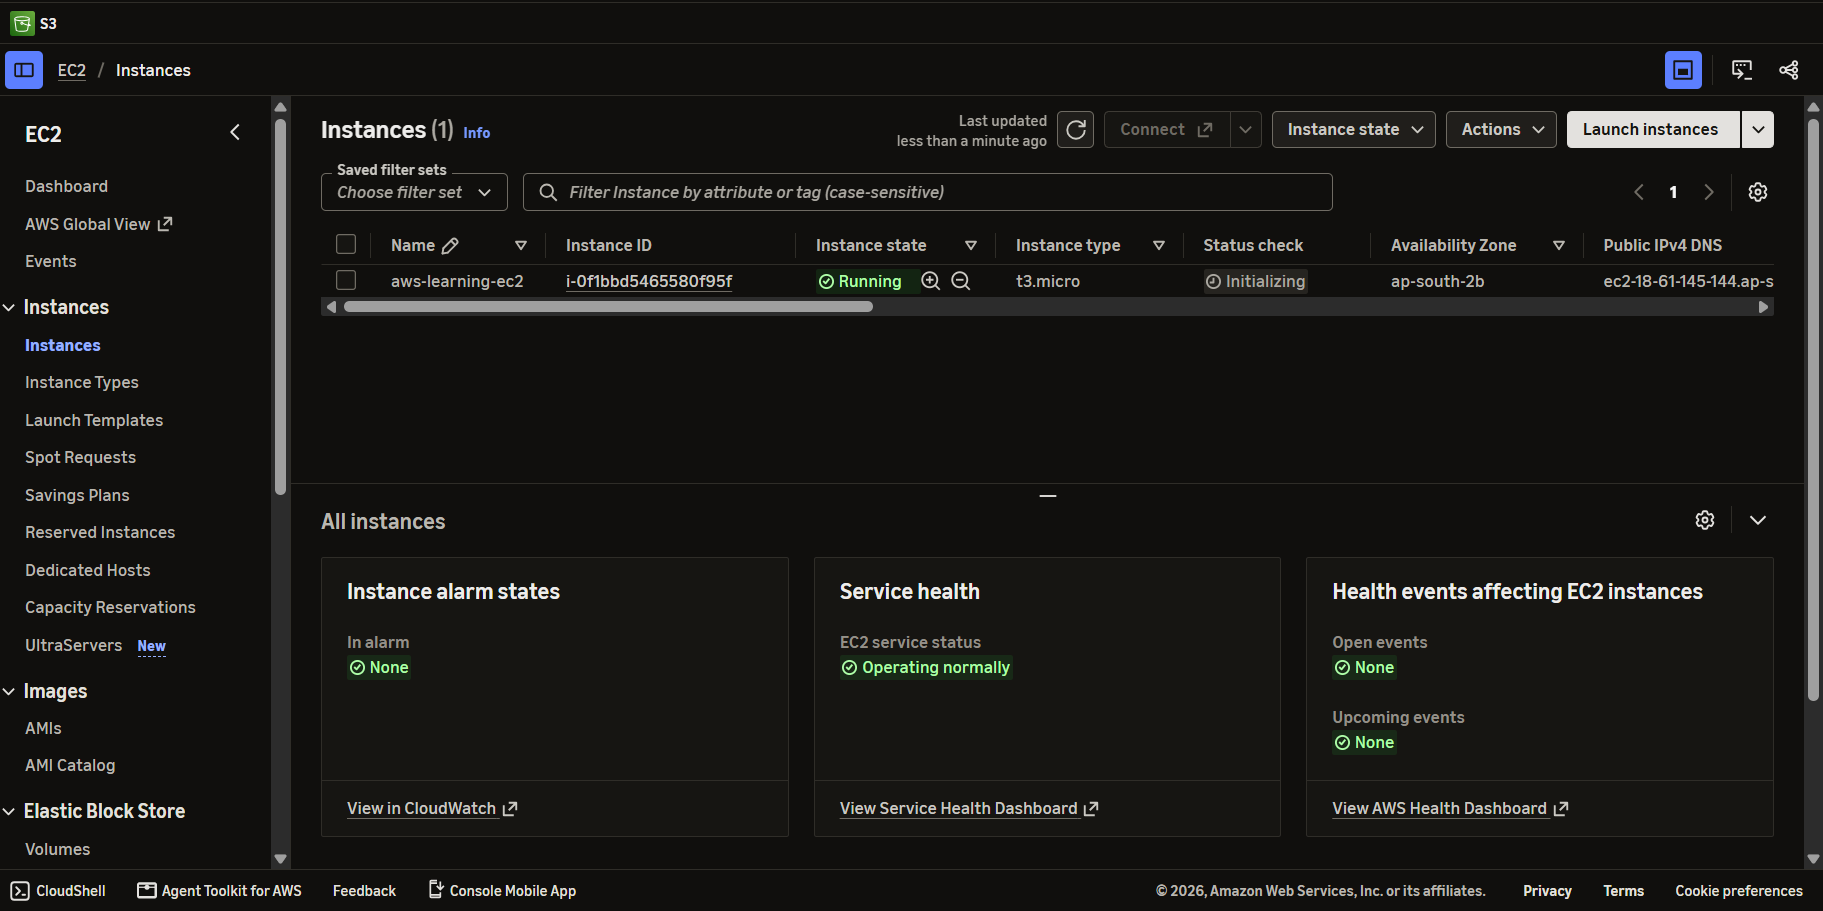 S3
EC2 / Instances
EC2
Dashboard
AWS Global View
Events
Instances
Instances
Instance Types
Launch Templates
Spot Requests
Savings Plans
Reserved Instances
Dedicated Hosts
Capacity Reservations
UltraServers New
Images
AMIs
AMI Catalog
Elastic Block Store
Volumes
Instances (1) Info
Last updated
less than a minute ago
Connect
Instance state
Actions
Launch instances
Saved filter sets
Choose filter set
Filter Instance by attribute or tag (case-sensitive)
1
Name Instance ID Instance state Instance type Status check Availability Zone Public IPv4 DNS
aws-learning-ec2 i-0f1bbd5465580f95f Running t3.micro Initializing ap-south-2b ec2-18-61-145-144.ap-s
All instances
Instance alarm states
In alarm
None
View in CloudWatch
Service health
EC2 service status
Operating normally
View Service Health Dashboard
Health events affecting EC2 instances
Open events
None
Upcoming events
None
View AWS Health Dashboard
CloudShell Agent Toolkit for AWS Feedback Console Mobile App © 2026, Amazon Web Services, Inc. or its affiliates. Privacy Terms Cookie preferences